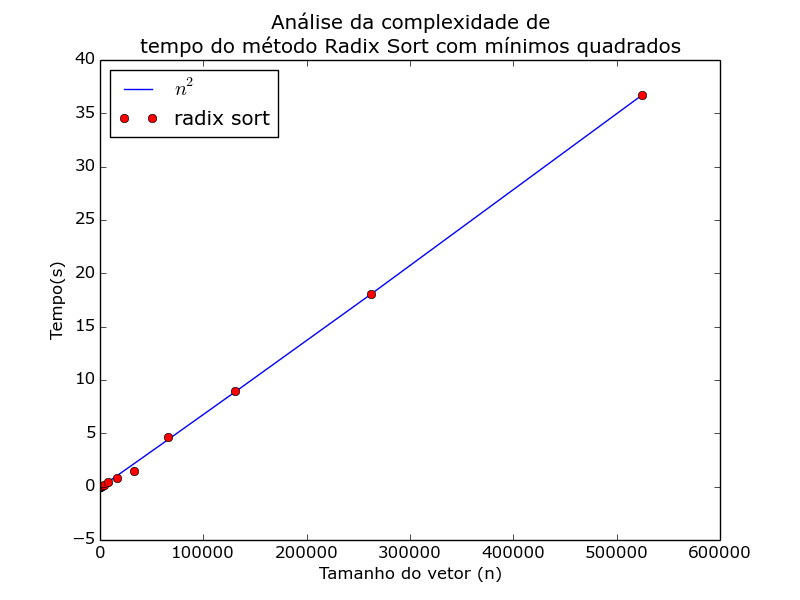 Análise da complexidade de
tempo do método Radix Sort com mínimos quadrados
n²
radix sort
40
35
30
25
20
15
10
5
0
−5
Tempo(s)
0 100000 200000 300000 400000 500000 600000
Tamanho do vetor (n)